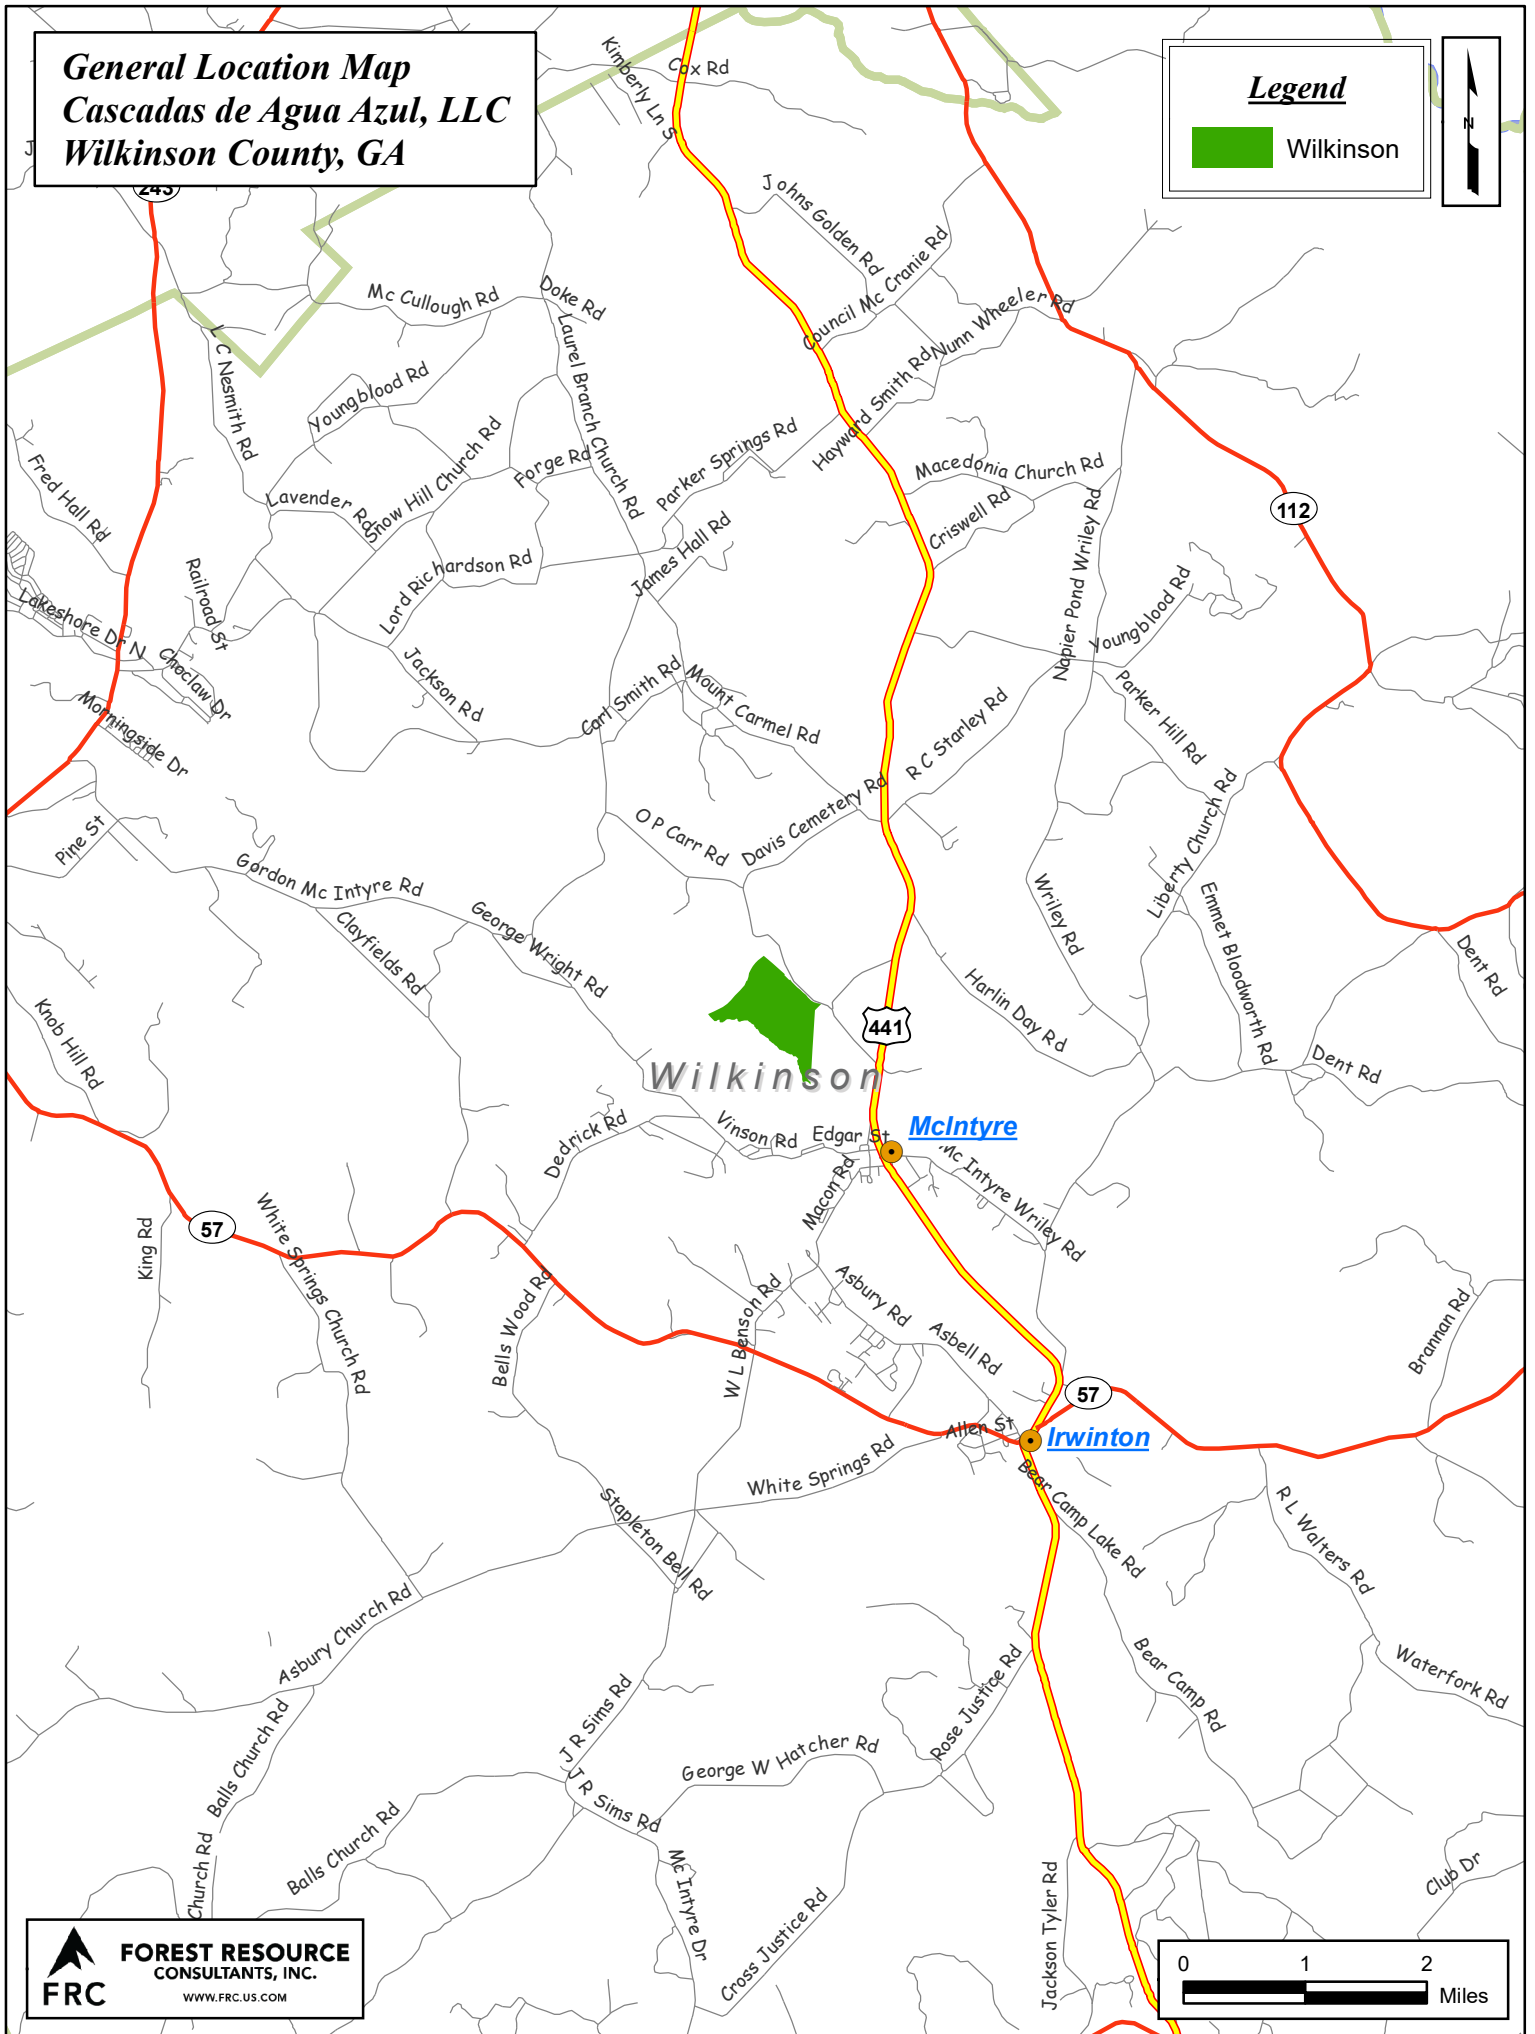 General Location Map
Cascadas de Agua Azul, LLC
Wilkinson County, GA
Legend
Wilkinson
N
Kimberly Ln S
Cox Rd
J
243
Johns Golden Rd
Council Mc Cranie Rd
Mc Cullough Rd
Doke Rd
Nunn Wheeler Rd
L C Nesmith Rd
Laurel Branch Church Rd
Youngblood Rd
Hayward Smith Rd
Snow Hill Church Rd
Forge Rd
Parker Springs Rd
Fred Hall Rd
Lavender Rd
Macedonia Church Rd
Criswell Rd
112
James Hall Rd
Lord Richardson Rd
Railroad St
Napier Pond Wriley Rd
Youngblood Rd
Lakeshore Dr N
Choclaw Dr
Jackson Rd
Carl Smith Rd
Mount Carmel Rd
R C Starley Rd
Parker Hill Rd
Morningside Dr
Pine St
O P Carr Rd
Davis Cemetery Rd
Liberty Church Rd
Gordon Mc Intyre Rd
Clayfields Rd
George Wright Rd
Wriley Rd
Emmet Bloodworth Rd
Dent Rd
Harlin Day Rd
Knob Hill Rd
441
Wilkinson
Dent Rd
Dedrick Rd
Vinson Rd
Edgar St
McIntyre
Mc Intyre Wriley Rd
Macon Rd
King Rd
57
White Springs Church Rd
Bells Wood Rd
W L Benson Rd
Asbury Rd
Asbell Rd
Brannan Rd
57
Allen St
Irwinton
White Springs Rd
Bear Camp Lake Rd
R L Walters Rd
Stapleton Bell Rd
Asbury Church Rd
Bear Camp Rd
Waterfork Rd
Rose Justice Rd
J R Sims Rd
Balls Church Rd
George W Hatcher Rd
J R Sims Rd
Balls Church Rd
Church Rd
Mc Intyre Dr
Cross Justice Rd
Jackson Tyler Rd
Club Dr
FRC
FOREST RESOURCE
CONSULTANTS, INC.
WWW.FRC.US.COM
0 1 2
Miles